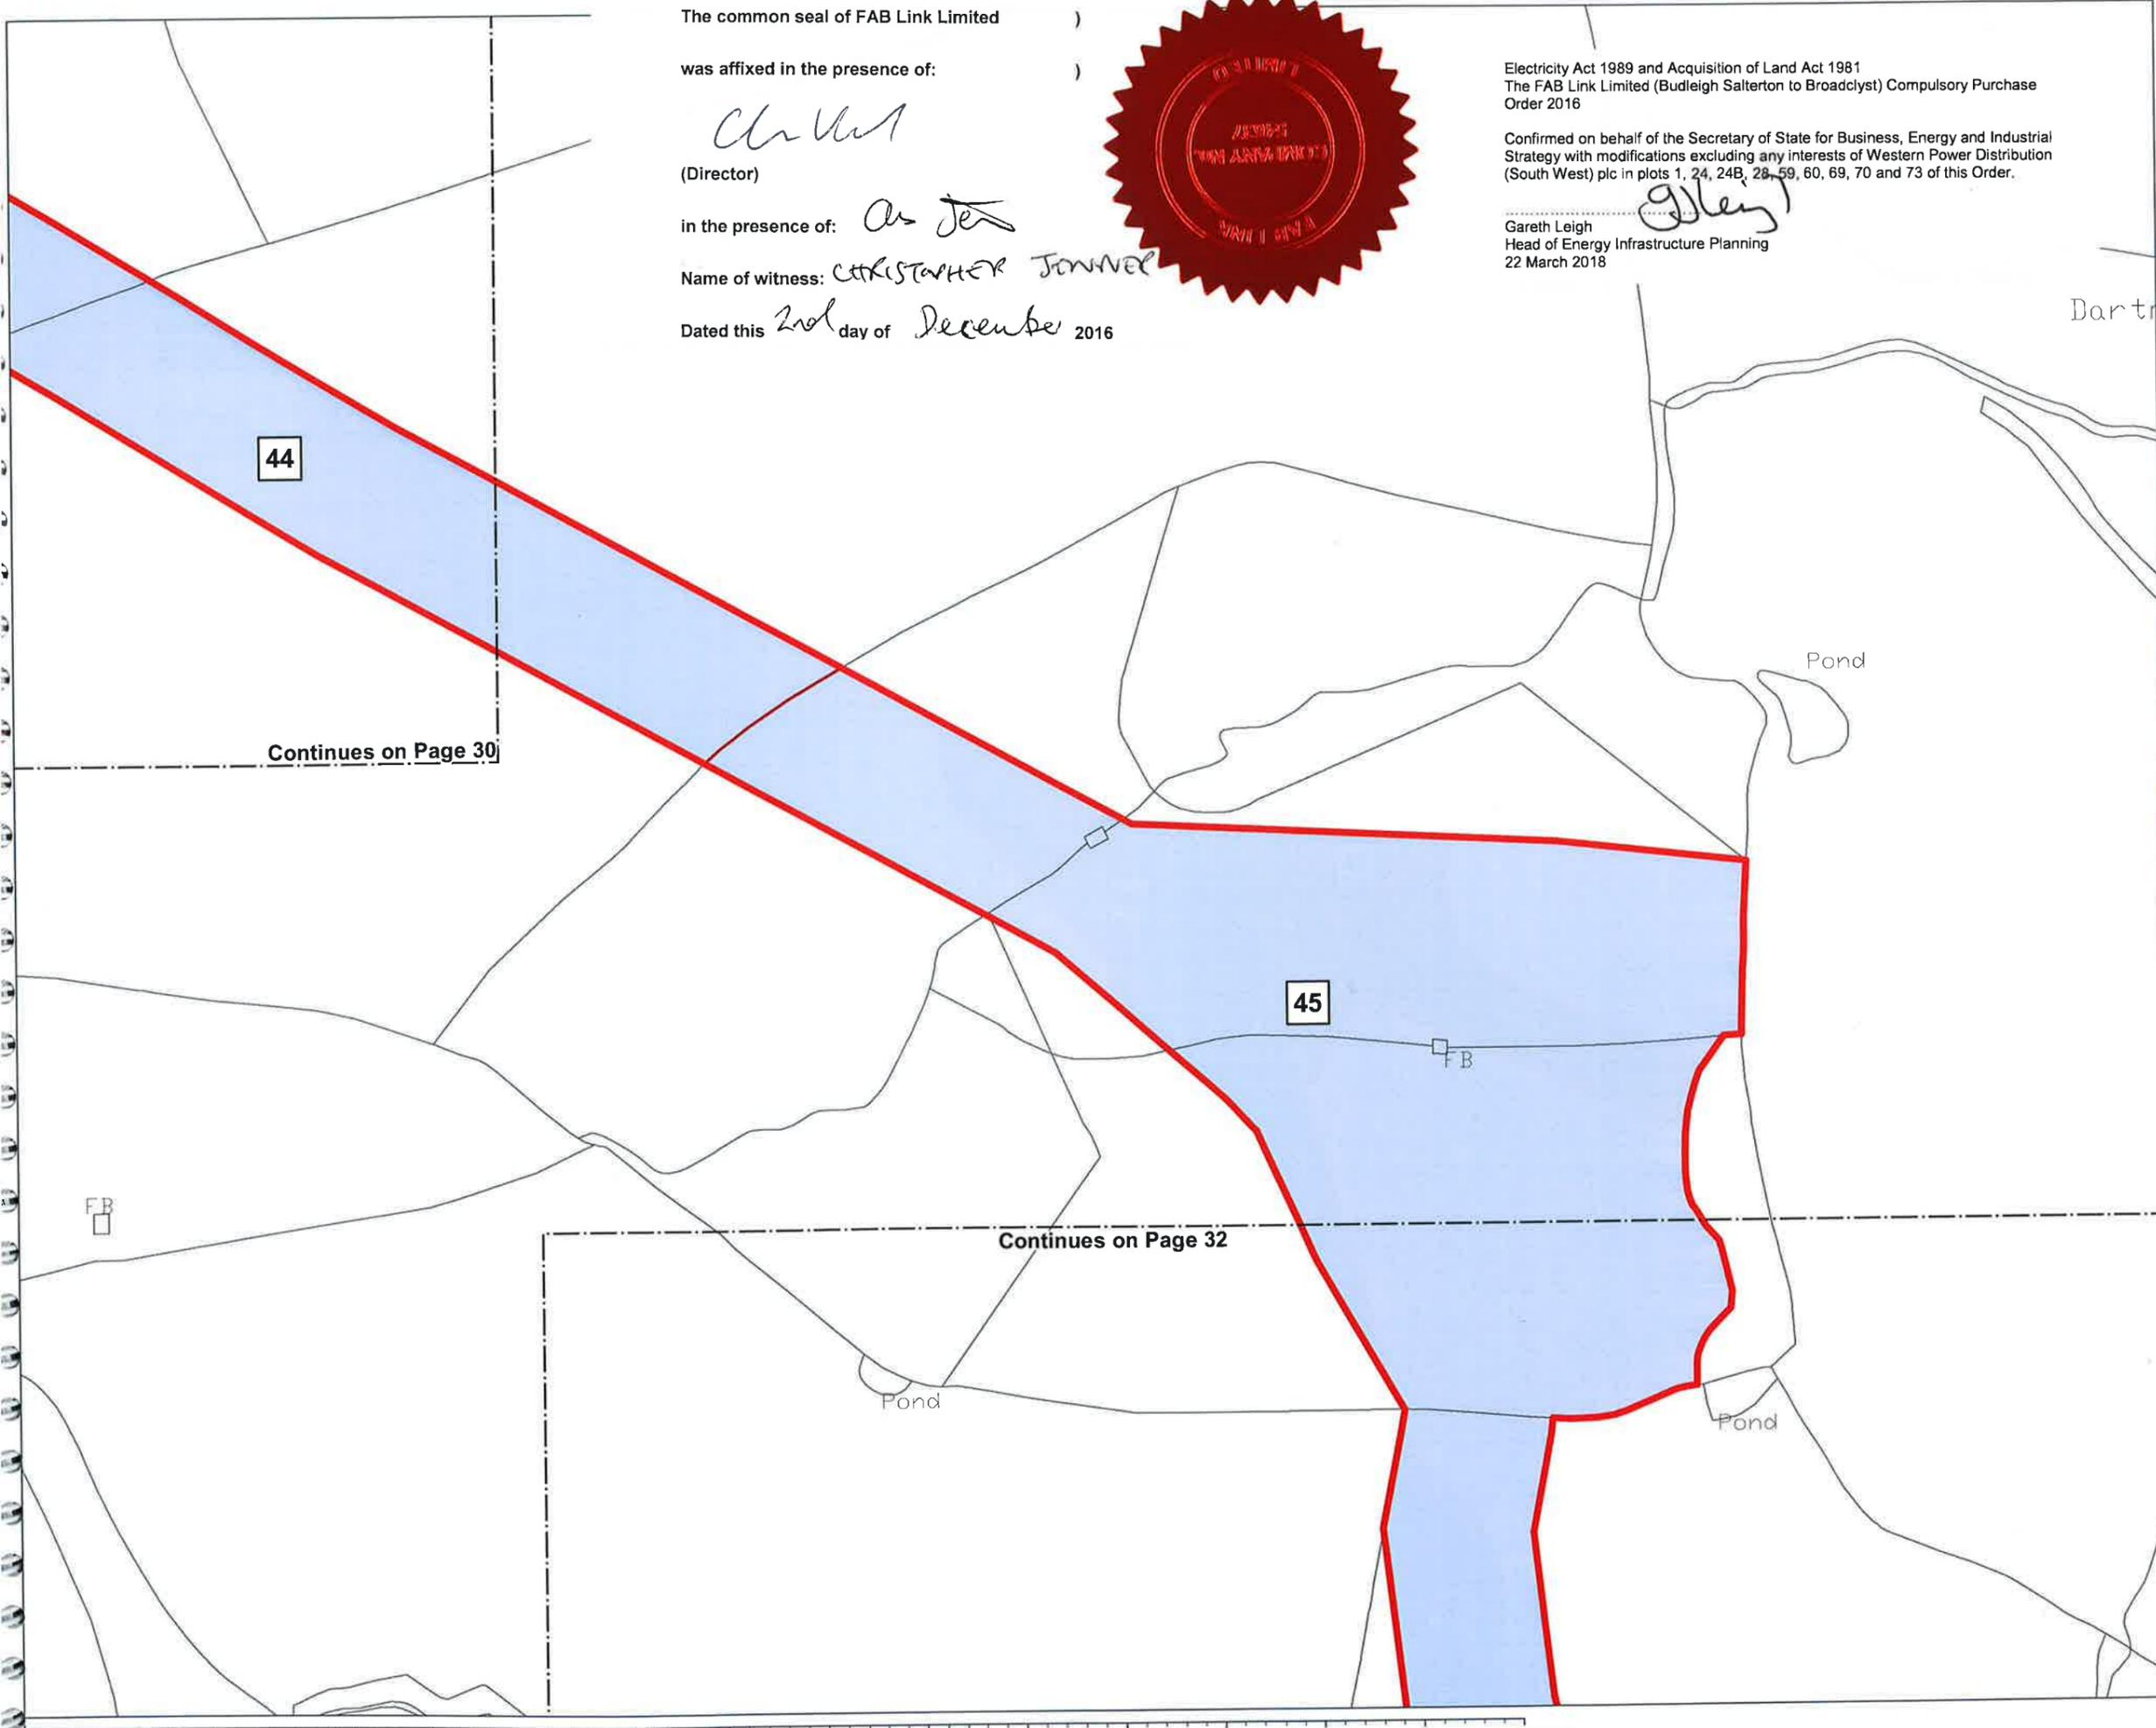 The common seal of FAB Link Limited )
was affixed in the presence of: )
(Director)
in the presence of:
Name of witness: CHRISTOPHER JENNER
Dated this 2nd day of December 2016
LIMITED
COMPANY NO.
FAB LINK
Electricity Act 1989 and Acquisition of Land Act 1981
The FAB Link Limited (Budleigh Salterton to Broadclyst) Compulsory Purchase
Order 2016
Confirmed on behalf of the Secretary of State for Business, Energy and Industrial
Strategy with modifications excluding any interests of Western Power Distribution
(South West) plc in plots 1, 24, 24B, 28, 59, 60, 69, 70 and 73 of this Order.
Gareth Leigh
Head of Energy Infrastructure Planning
22 March 2018
Dartr
44
Pond
Continues on Page 30
45
FB
FB
Continues on Page 32
Pond
Pond